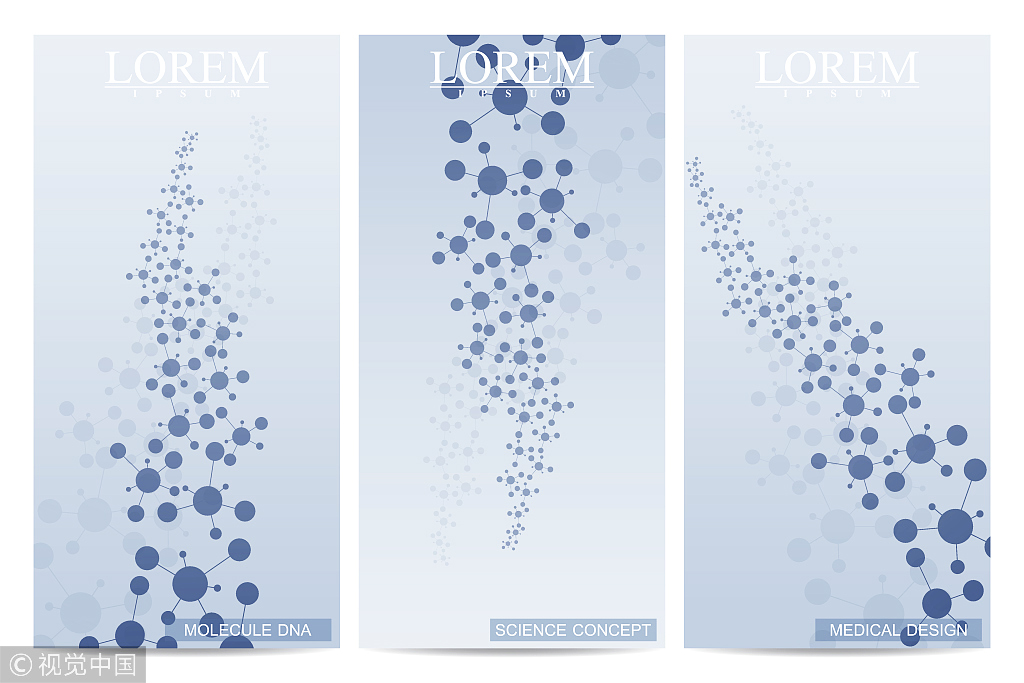 LOREM
IPSUM
LOREM
IPSUM
LOREM
IPSUM
MOLECULE DNA
SCIENCE CONCEPT
MEDICAL DESIGN
© 视觉中国